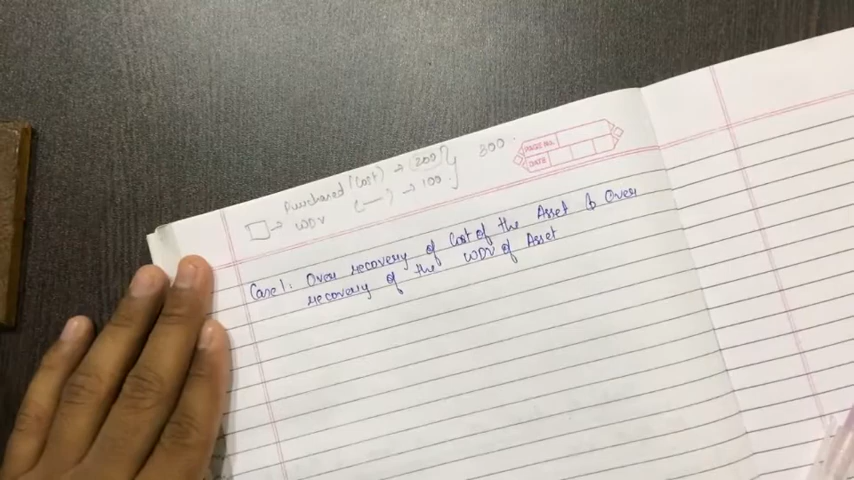 Purchased (Cost) → 200 } 300
□ → WDV (—) → 100
PAGE NO.
DATE
Case 1: Over recovery of Cost of the Asset & Over
recovery of the WDV of Asset